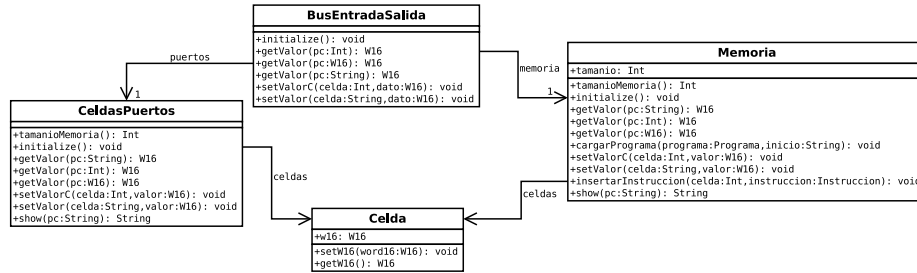 BusEntradaSalida
+initialize(): void
+getValor(pc:Int): W16
+getValor(pc:W16): W16
+getValor(pc:String): W16
+setValorC(celda:Int,dato:W16): void
+setValor(celda:String,dato:W16): void
puertos
1
memoria
1
Memoria
+tamanio: Int
+tamanioMemoria(): Int
+initialize(): void
+getValor(pc:String): W16
+getValor(pc:Int): W16
+getValor(pc:W16): W16
+cargarPrograma(programa:Programa,inicio:String): void
+setValorC(celda:Int,valor:W16): void
+setValor(celda:String,valor:W16): void
+insertarInstruccion(celda:Int,instruccion:Instruccion): void
+show(pc:String): String
CeldasPuertos
+tamanioMemoria(): Int
+initialize(): void
+getValor(pc:String): W16
+getValor(pc:Int): W16
+getValor(pc:W16): W16
+setValorC(celda:Int,valor:W16): void
+setValor(celda:String,valor:W16): void
+show(pc:String): String
celdas
celdas
Celda
+w16: W16
+setW16(word16:W16): void
+getW16(): W16